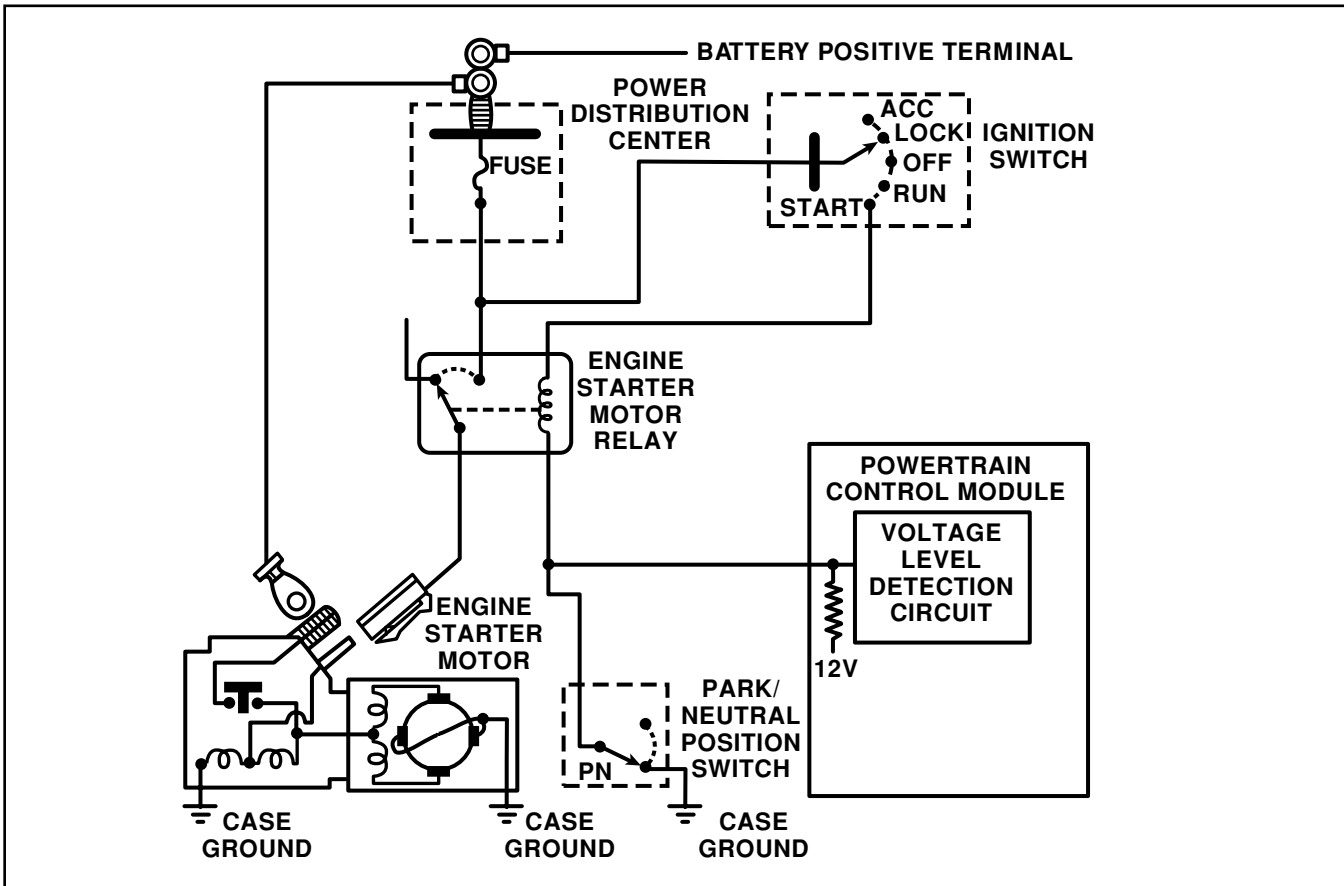 BATTERY POSITIVE TERMINAL
POWER
DISTRIBUTION
CENTER
FUSE
ACC
LOCK
OFF
RUN
START
IGNITION
SWITCH
ENGINE
STARTER
MOTOR
RELAY
POWERTRAIN
CONTROL MODULE
VOLTAGE
LEVEL
DETECTION
CIRCUIT
12V
ENGINE
STARTER
MOTOR
PARK/
NEUTRAL
POSITION
SWITCH
PN
CASE
GROUND
CASE
GROUND
CASE
GROUND